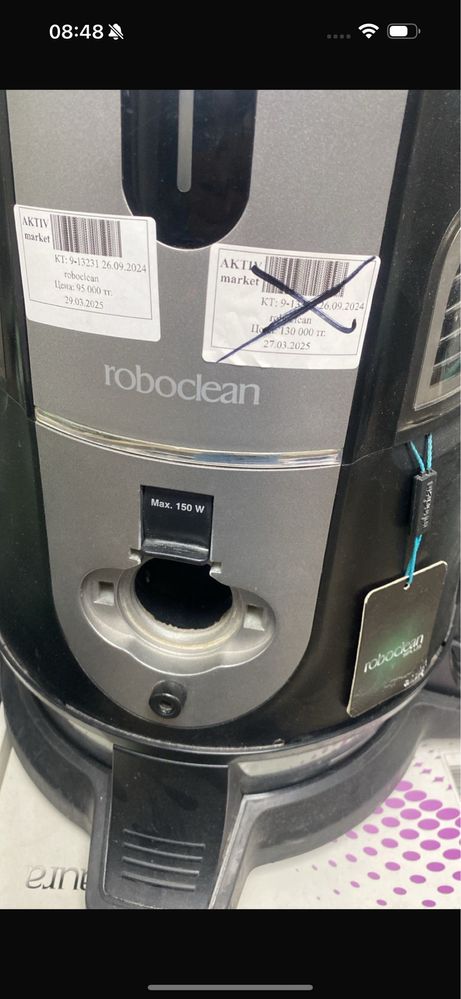 08:48
AKTIV
market
КТ: 9-13231 26.09.2024
roboclean
Цена: 95 000 тг.
29.03.2025
AKTIV
market
КТ: 9-13 26.09.2024
roboclean
Цена: 130 000 тг.
27.03.2025
roboclean
Max. 150 W
roboclean
roboclean
aura